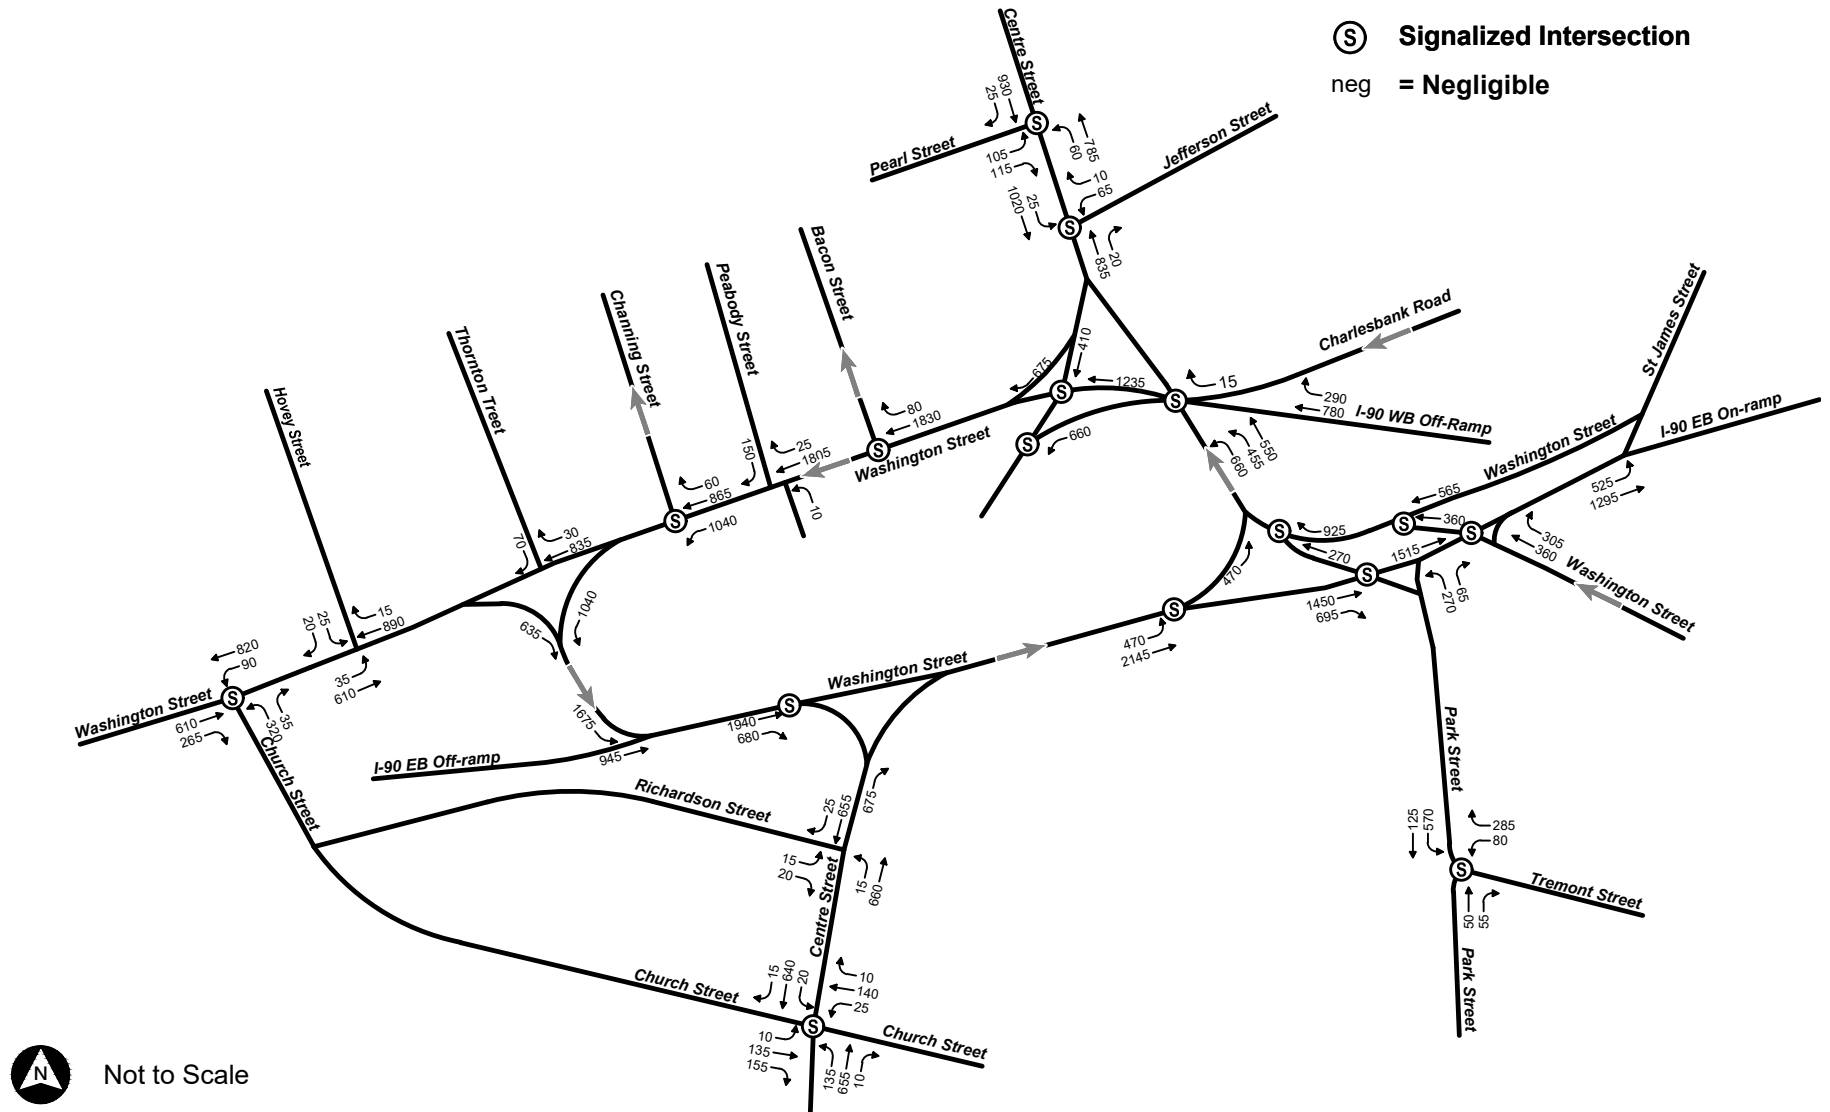 S Signalized Intersection
neg = Negligible
Centre Street
930
25
S
Pearl Street
105
115
785
60
10
65
Jefferson Street
1020
25
S
20
835
Bacon Street
Peabody Street
Channing Street
Thornton Treet
Hovey Street
Charlesbank Road
St James Street
410
675
1235
S
S
15
290
780
I-90 WB Off-Ramp
I-90 EB On-ramp
80
1830
S
Washington Street
660
S
550
455
660
Washington Street
25
1805
150
10
60
865
S
1040
30
835
70
565
525
1295
360
S
S
925
S
305
360
Washington Street
270
1515
S
1450
695
65
270
470
S
470
2145
1040
635
15
890
25
20
820
90
35
610
S
Washington Street
610
265
35
320
Church Street
Washington Street
S
1675
1940
680
945
I-90 EB Off-ramp
Richardson Street
25
655
675
15
20
15
660
Centre Street
Park Street
125
570
285
80
S
Tremont Street
50
55
Park Street
Church Street
15
640
20
10
140
25
S
10
135
155
135
655
10
Church Street
N Not to Scale